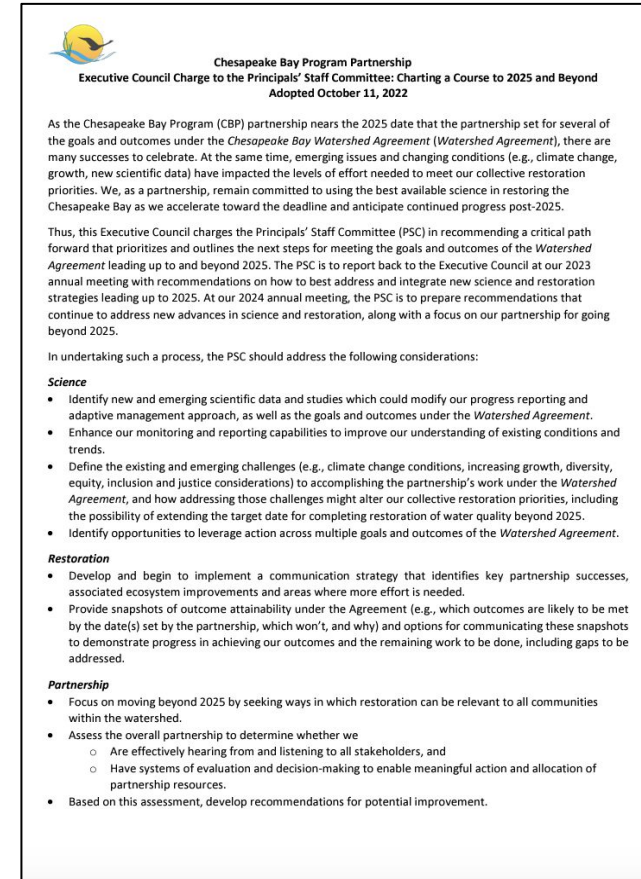 Chesapeake Bay Program Partnership
Executive Council Charge to the Principals' Staff Committee: Charting a Course to 2025 and Beyond
Adopted October 11, 2022
As the Chesapeake Bay Program (CBP) partnership nears the 2025 date that the partnership set for several of
the goals and outcomes under the Chesapeake Bay Watershed Agreement (Watershed Agreement), there are
many successes to celebrate. At the same time, emerging issues and changing conditions (e.g., climate change,
growth, new scientific data) have impacted the levels of effort needed to meet our collective restoration
priorities. We, as a partnership, remain committed to using the best available science in restoring the
Chesapeake Bay as we accelerate toward the deadline and anticipate continued progress post-2025.
Thus, this Executive Council charges the Principals' Staff Committee (PSC) in recommending a critical path
forward that prioritizes and outlines the next steps for meeting the goals and outcomes of the Watershed
Agreement leading up to and beyond 2025. The PSC is to report back to the Executive Council at our 2023
annual meeting with recommendations on how to best address and integrate new science and restoration
strategies leading up to 2025. At our 2024 annual meeting, the PSC is to prepare recommendations that
continue to address new advances in science and restoration, along with a focus on our partnership for going
beyond 2025.
In undertaking such a process, the PSC should address the following considerations:
Science
• Identify new and emerging scientific data and studies which could modify our progress reporting and
adaptive management approach, as well as the goals and outcomes under the Watershed Agreement.
• Enhance our monitoring and reporting capabilities to improve our understanding of existing conditions and
trends.
• Define the existing and emerging challenges (e.g., climate change conditions, increasing growth, diversity,
equity, inclusion and justice considerations) to accomplishing the partnership's work under the Watershed
Agreement, and how addressing those challenges might alter our collective restoration priorities, including
the possibility of extending the target date for completing restoration of water quality beyond 2025.
• Identify opportunities to leverage action across multiple goals and outcomes of the Watershed Agreement.
Restoration
• Develop and begin to implement a communication strategy that identifies key partnership successes,
associated ecosystem improvements and areas where more effort is needed.
• Provide snapshots of outcome attainability under the Agreement (e.g., which outcomes are likely to be met
by the date(s) set by the partnership, which won't, and why) and options for communicating these snapshots
to demonstrate progress in achieving our outcomes and the remaining work to be done, including gaps to be
addressed.
Partnership
• Focus on moving beyond 2025 by seeking ways in which restoration can be relevant to all communities
within the watershed.
• Assess the overall partnership to determine whether we
○ Are effectively hearing from and listening to all stakeholders, and
○ Have systems of evaluation and decision-making to enable meaningful action and allocation of
partnership resources.
• Based on this assessment, develop recommendations for potential improvement.